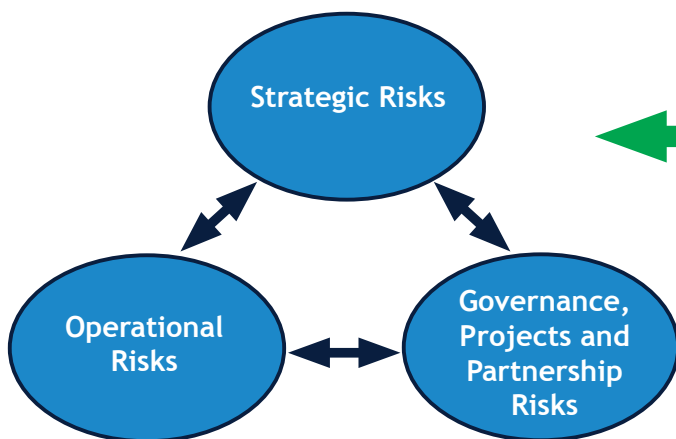 Strategic Risks
Operational
Risks
Governance,
Projects and
Partnership
Risks